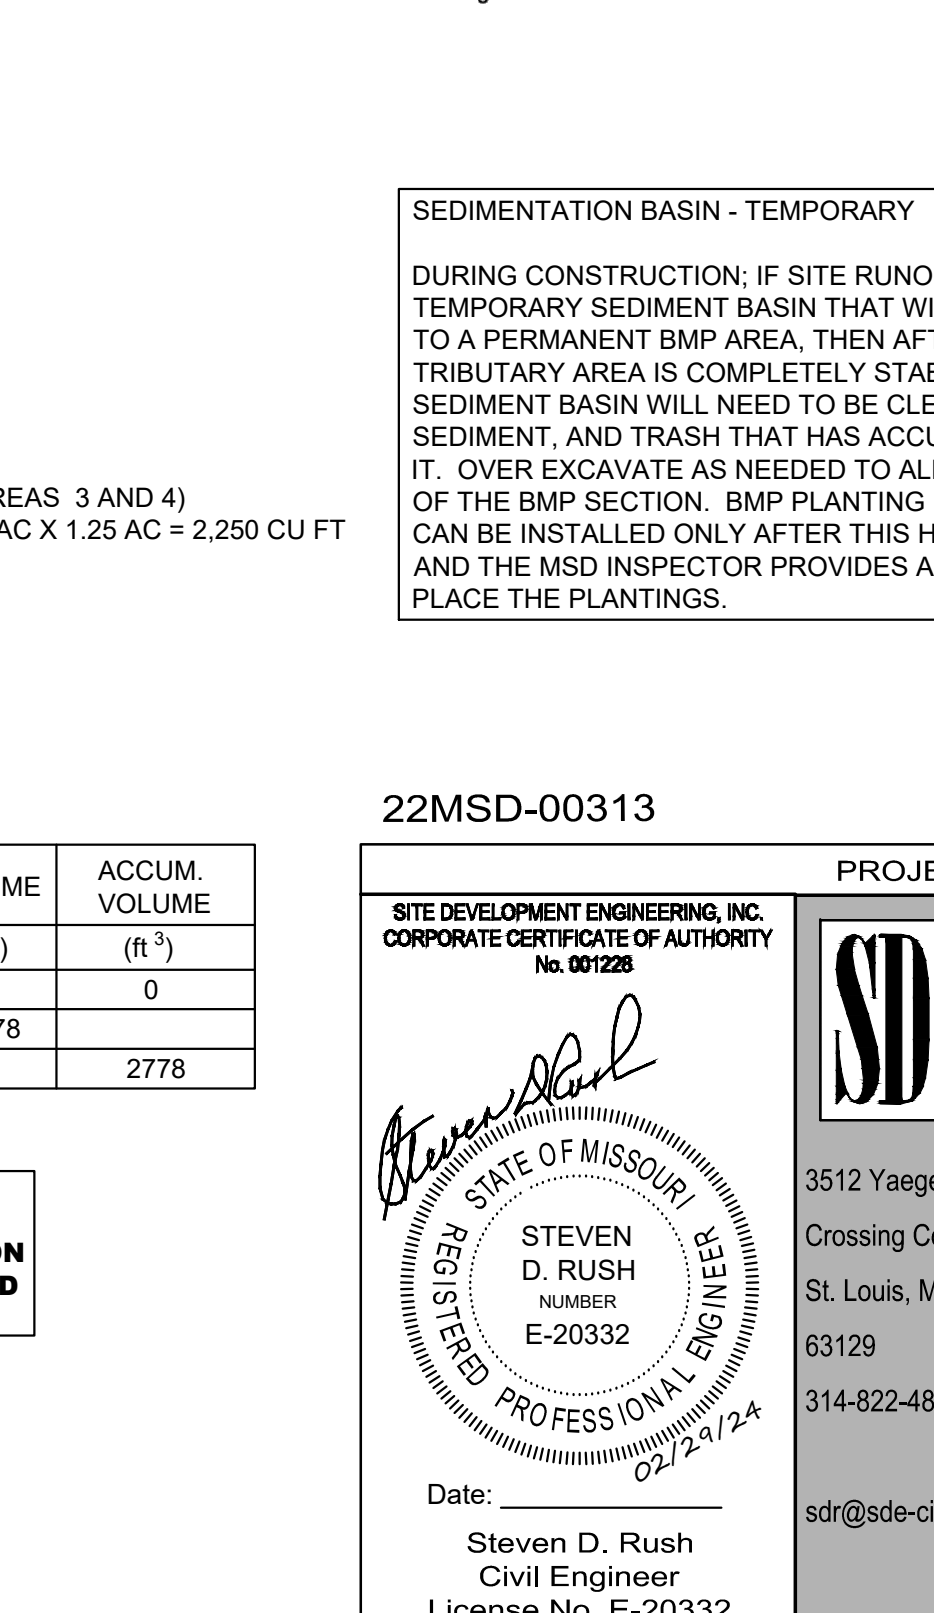 SEDIMENTATION BASIN - TEMPORARY
DURING CONSTRUCTION; IF SITE RUNO
TEMPORARY SEDIMENT BASIN THAT WI
TO A PERMANENT BMP AREA, THEN AFT
TRIBUTARY AREA IS COMPLETELY STAB
SEDIMENT BASIN WILL NEED TO BE CLE
SEDIMENT, AND TRASH THAT HAS ACCU
IT. OVER EXCAVATE AS NEEDED TO AL
OF THE BMP SECTION. BMP PLANTING
CAN BE INSTALLED ONLY AFTER THIS H
AND THE MSD INSPECTOR PROVIDES A
PLACE THE PLANTINGS.
REAS 3 AND 4)
AC X 1.25 AC = 2,250 CU FT
ME
ACCUM.
VOLUME
)
(ft 3)
0
78
2778
ON
D
22MSD-00313
PROJE
SITE DEVELOPMENT ENGINEERING, INC.
CORPORATE CERTIFICATE OF AUTHORITY
No. 001228
Steven D Rush
STATE OF MISSOURI
REGISTERED PROFESSIONAL ENGINEER
STEVEN
D. RUSH
NUMBER
E-20332
02/29/24
Date:
Steven D. Rush
Civil Engineer
License No. E-20332
SD
3512 Yaege
Crossing C
St. Louis, M
63129
314-822-48
sdr@sde-ci